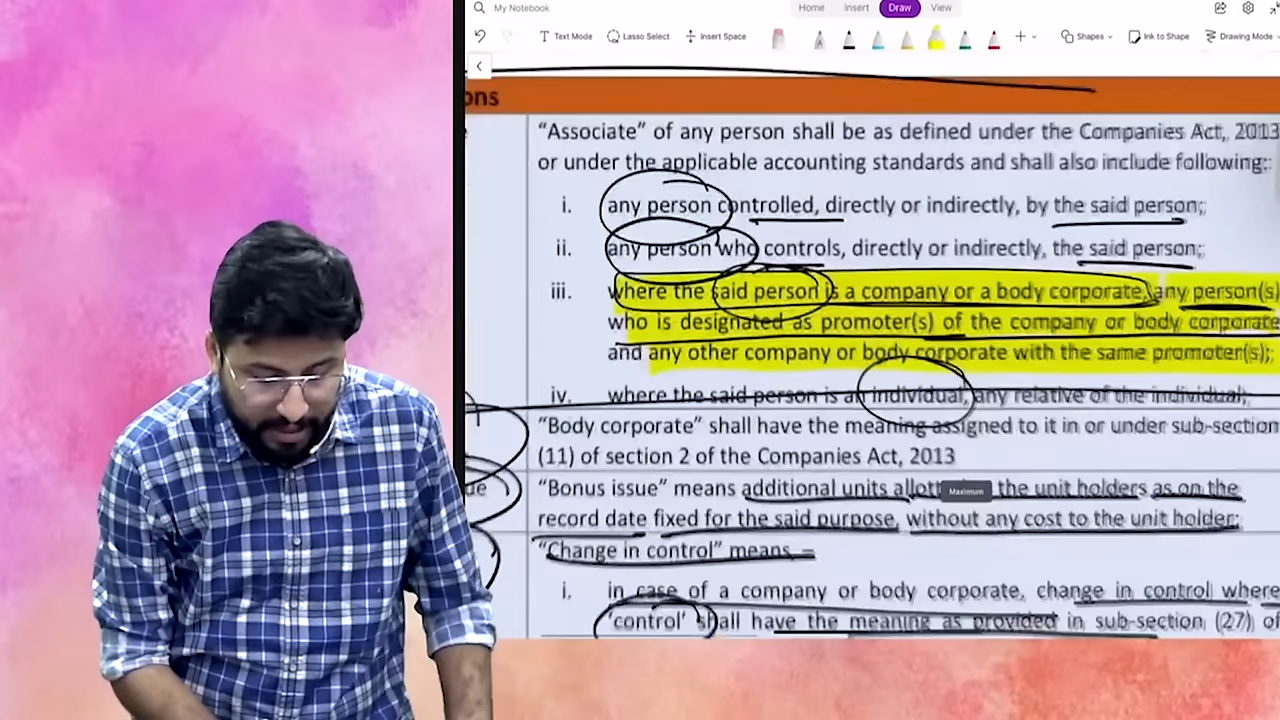 My Notebook
Home Insert Draw View
Text Mode Lasso Select Insert Space Shapes Ink to Shape Drawing Mode
ons
e
"Associate" of any person shall be as defined under the Companies Act, 2013
or under the applicable accounting standards and shall also include following;:
i. any person controlled, directly or indirectly, by the said person;;
ii. any person who controls, directly or indirectly, the said person;;
iii. where the said person is a company or a body corporate, any person(s)
who is designated as promoter(s) of the company or body corporate
and any other company or body corporate with the same promoter(s);
iv. where the said person is an individual, any relative of the individual;
"Body corporate" shall have the meaning assigned to it in or under sub-section
(11) of section 2 of the Companies Act, 2013
ue "Bonus issue" means additional units allott the unit holders as on the
Maximum
record date fixed for the said purpose, without any cost to the unit holder;
"Change in control" means –
i. in case of a company or body corporate, change in control where
'control' shall have the meaning as provided in sub-section (27) of